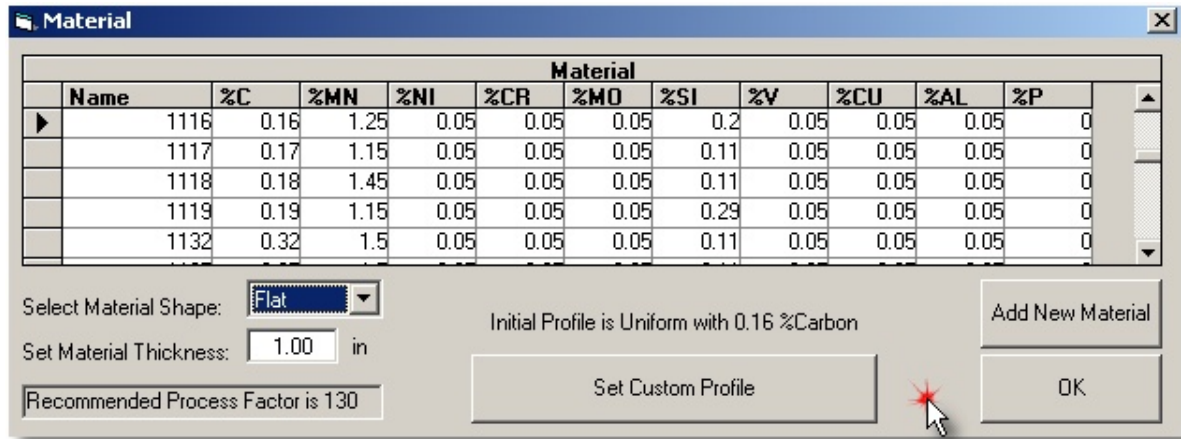 Material
Material
Name %C %MN %NI %CR %MO %SI %V %CU %AL %P
1116 0.16 1.25 0.05 0.05 0.05 0.2 0.05 0.05 0.05 0
1117 0.17 1.15 0.05 0.05 0.05 0.11 0.05 0.05 0.05 0
1118 0.18 1.45 0.05 0.05 0.05 0.11 0.05 0.05 0.05 0
1119 0.19 1.15 0.05 0.05 0.05 0.29 0.05 0.05 0.05 0
1132 0.32 1.5 0.05 0.05 0.05 0.11 0.05 0.05 0.05 0
Select Material Shape: Flat
Set Material Thickness: 1.00 in
Recommended Process Factor is 130
Initial Profile is Uniform with 0.16 %Carbon
Set Custom Profile
Add New Material
OK